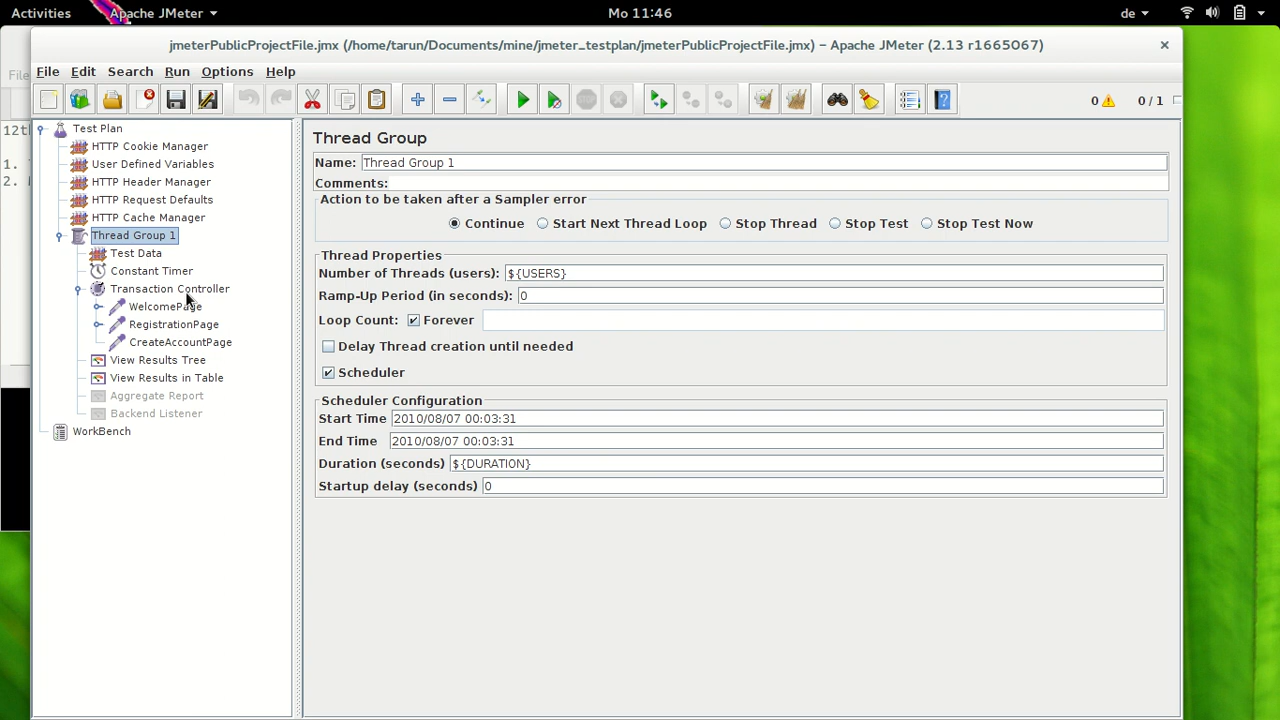 Activities
Apache JMeter
Mo 11:46
de
jmeterPublicProjectFile.jmx (/home/tarun/Documents/mine/jmeter_testplan/jmeterPublicProjectFile.jmx) – Apache JMeter (2.13 r1665067)
File
File Edit Search Run Options Help
0 0 / 1
12th
1.
2.
Test Plan
HTTP Cookie Manager
User Defined Variables
HTTP Header Manager
HTTP Request Defaults
HTTP Cache Manager
Thread Group 1
Test Data
Constant Timer
Transaction Controller
WelcomePage
RegistrationPage
CreateAccountPage
View Results Tree
View Results in Table
Aggregate Report
Backend Listener
WorkBench
Thread Group
Name: Thread Group 1
Comments:
Action to be taken after a Sampler error
Continue Start Next Thread Loop Stop Thread Stop Test Stop Test Now
Thread Properties
Number of Threads (users): ${USERS}
Ramp-Up Period (in seconds): 0
Loop Count: Forever
Delay Thread creation until needed
Scheduler
Scheduler Configuration
Start Time 2010/08/07 00:03:31
End Time 2010/08/07 00:03:31
Duration (seconds) ${DURATION}
Startup delay (seconds) 0